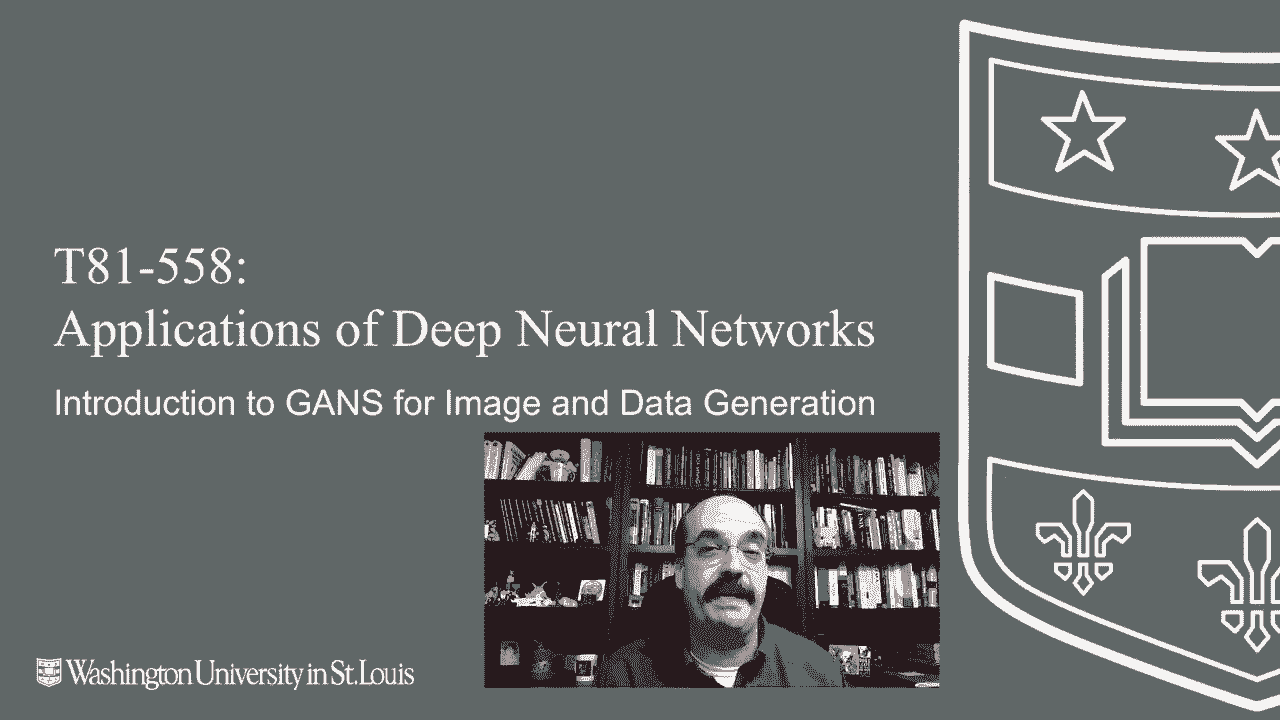 T81-558:
Applications of Deep Neural Networks
Introduction to GANS for Image and Data Generation
Washington University in St. Louis